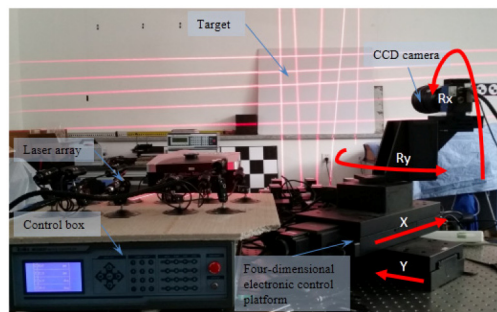 Target
CCD camera
Rx
Laser array
Ry
Control box
X
Four-dimensional
electronic control
platform
Y